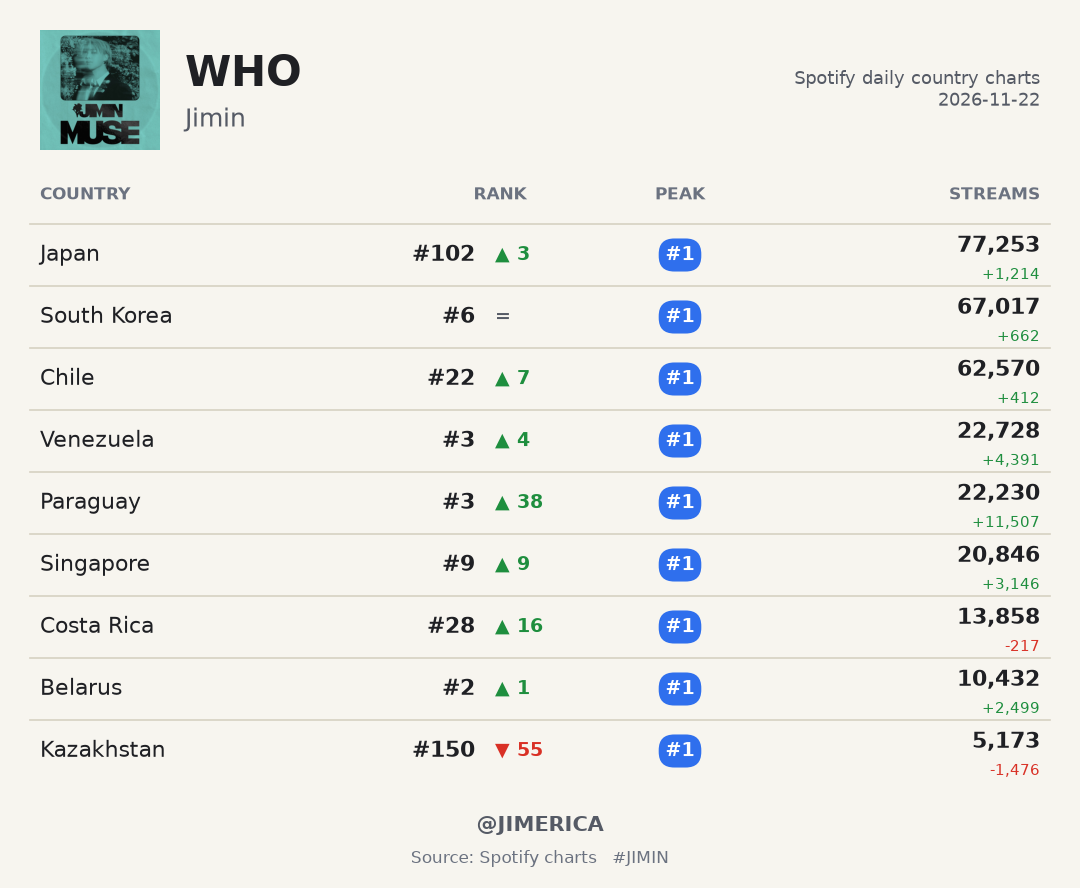 JIMIN
MUSE
WHO
Jimin
Spotify daily country charts
2026-11-22
COUNTRY RANK PEAK STREAMS
Japan #102 ▲ 3 #1 77,253
+1,214
South Korea #6 = #1 67,017
+662
Chile #22 ▲ 7 #1 62,570
+412
Venezuela #3 ▲ 4 #1 22,728
+4,391
Paraguay #3 ▲ 38 #1 22,230
+11,507
Singapore #9 ▲ 9 #1 20,846
+3,146
Costa Rica #28 ▲ 16 #1 13,858
-217
Belarus #2 ▲ 1 #1 10,432
+2,499
Kazakhstan #150 ▼ 55 #1 5,173
-1,476
@JIMERICA
Source: Spotify charts #JIMIN